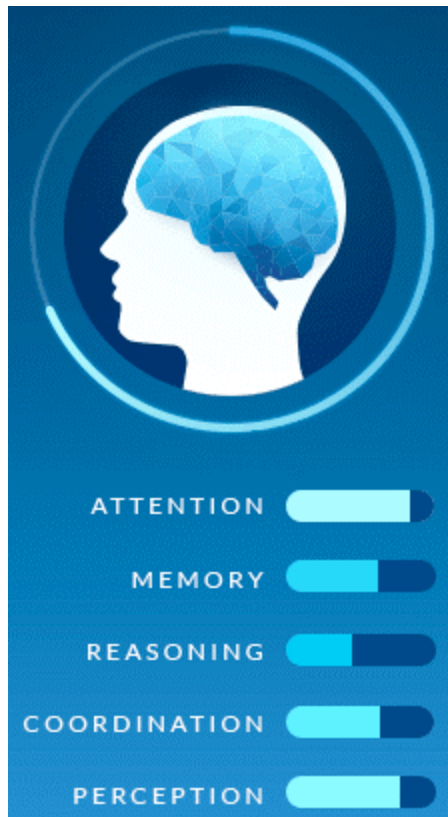 ATTENTION
MEMORY
REASONING
COORDINATION
PERCEPTION